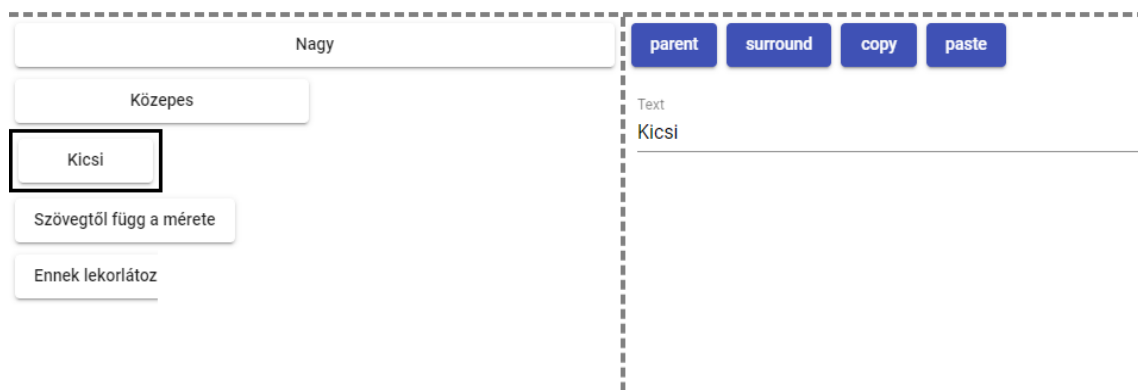 Nagy
Közepes
Kicsi
Szövegtől függ a mérete
Ennek lekorlátoz
parent surround copy paste
Text
Kicsi